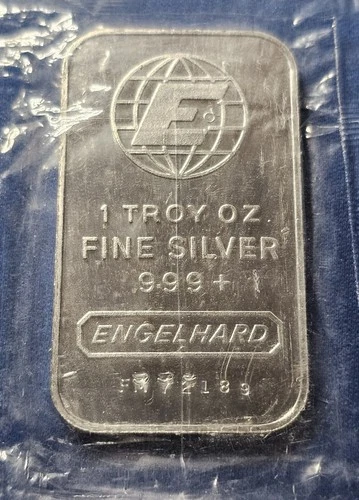 E
1 TROY OZ.
FINE SILVER
999+
ENGELHARD